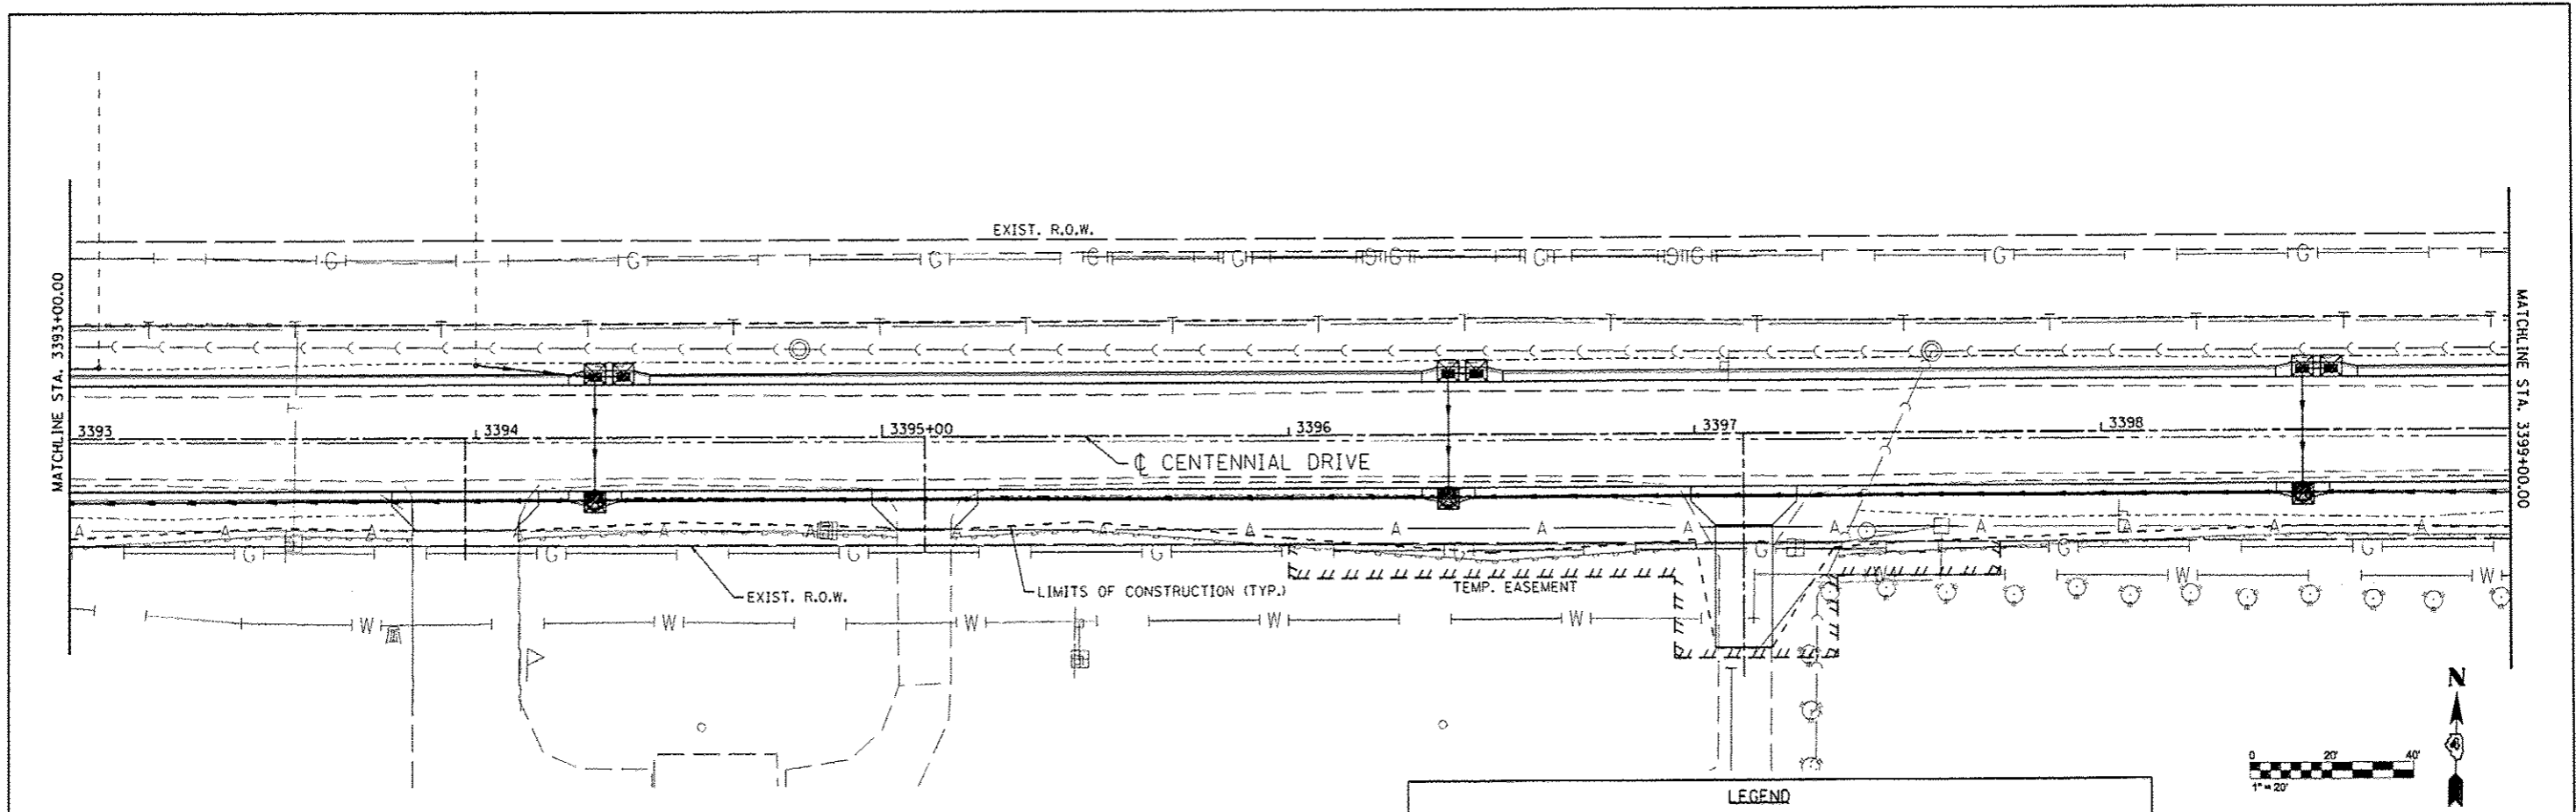 EXIST. R.O.W.
G G G G G G G G G G G
MATCHLINE STA. 3393+00.00
MATCHLINE STA. 3399+00.00
3393 3394 3395+00 3396 3397 3398
℄ CENTENNIAL DRIVE
A A A A A A A A A A A A A A A A
G G G G G G G
EXIST. R.O.W.
LIMITS OF CONSTRUCTION (TYP.)
TEMP. EASEMENT
W W W W W W W
N
0 20' 40'
1" = 20'
LEGEND